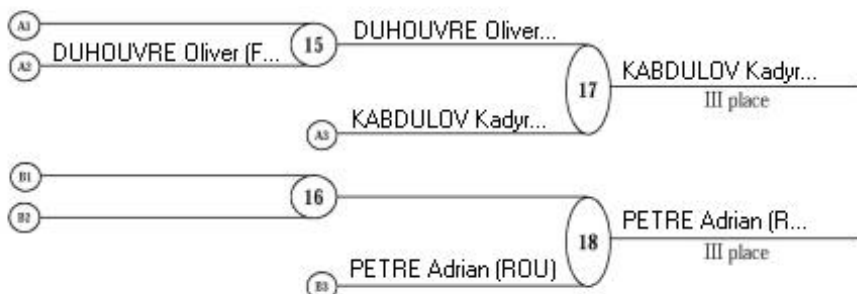 A1
DUHOUVRE Oliver...
15
A2
DUHOUVRE Oliver (F...
KABDULOV Kadyr...
17
III place
A3
KABDULOV Kadyr...
B1
16
B2
PETRE Adrian (R...
18
III place
B3
PETRE Adrian (ROU)